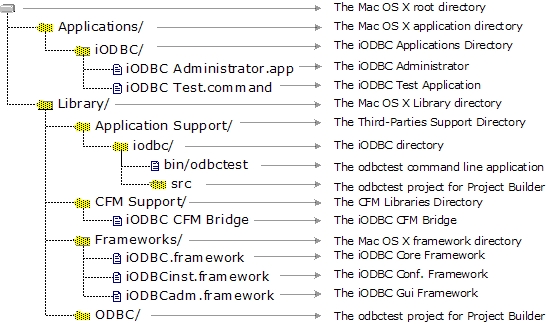 The Mac OS X root directory
Applications/ The Mac OS X application directory
iODBC/ The iODBC Applications Directory
iODBC Administrator.app The iODBC Administrator
iODBC Test.command The iODBC Test Application
Library/ The Mac OS X Library directory
Application Support/ The Third-Parties Support Directory
iodbc/ The iODBC directory
bin/odbctest The odbctest command line application
src The odbctest project for Project Builder
CFM Support/ The CFM Libraries Directory
iODBC CFM Bridge The iODBC CFM Bridge
Frameworks/ The Mac OS X framework directory
iODBC.framework The iODBC Core Framework
iODBCinst.framework The iODBC Conf. Framework
iODBCadm.framework The iODBC Gui Framework
ODBC/ The odbctest project for Project Builder